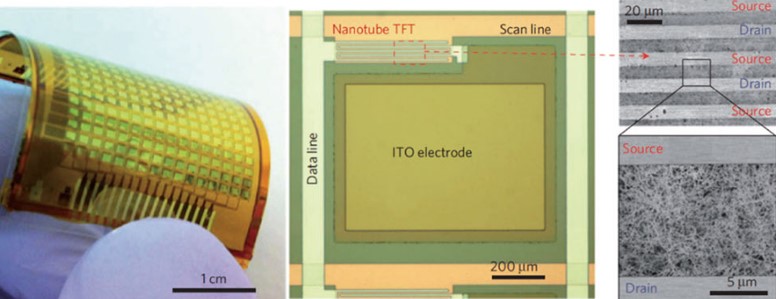 1 cm
Nanotube TFT
Scan line
Data line
ITO electrode
200 μm
20 μm
Source
Drain
Source
Drain
Source
Source
Drain
5 μm